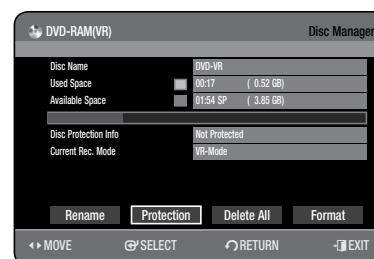 DVD-RAM(VR) Disc Manager
Disc Name DVD-VR
Used Space 00:17 ( 0.52 GB)
Available Space 01:54 SP ( 3.85 GB)
Disc Protection Info Not Protected
Current Rec. Mode VR-Mode
Rename Protection Delete All Format
MOVE SELECT RETURN EXIT